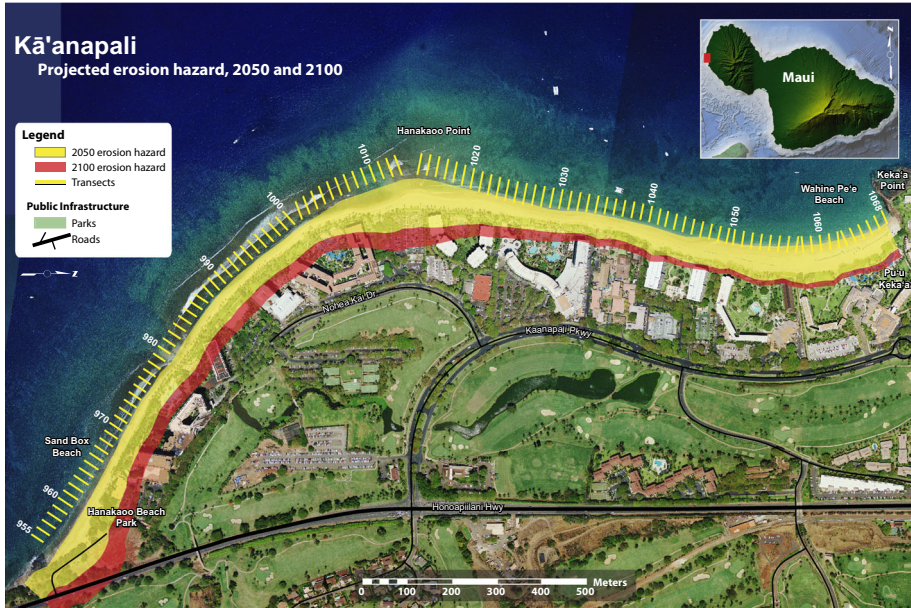 Kā'anapali
Projected erosion hazard, 2050 and 2100
Legend
2050 erosion hazard
2100 erosion hazard
Transects
Public Infrastructure
Parks
Roads
N
Maui
N
Hanakaoo Point
Wahine Pe'e
Beach
Keka'a
Point
Pu'u
Keka'a
Sand Box
Beach
Hanakaoo Beach
Park
955
960
970
980
990
1000
1010
1020
1030
1040
1050
1060
1068
Nohea Kai Dr
Kaanapali Pkwy
Honoapiilani Hwy
0
100
200
300
400
500
Meters